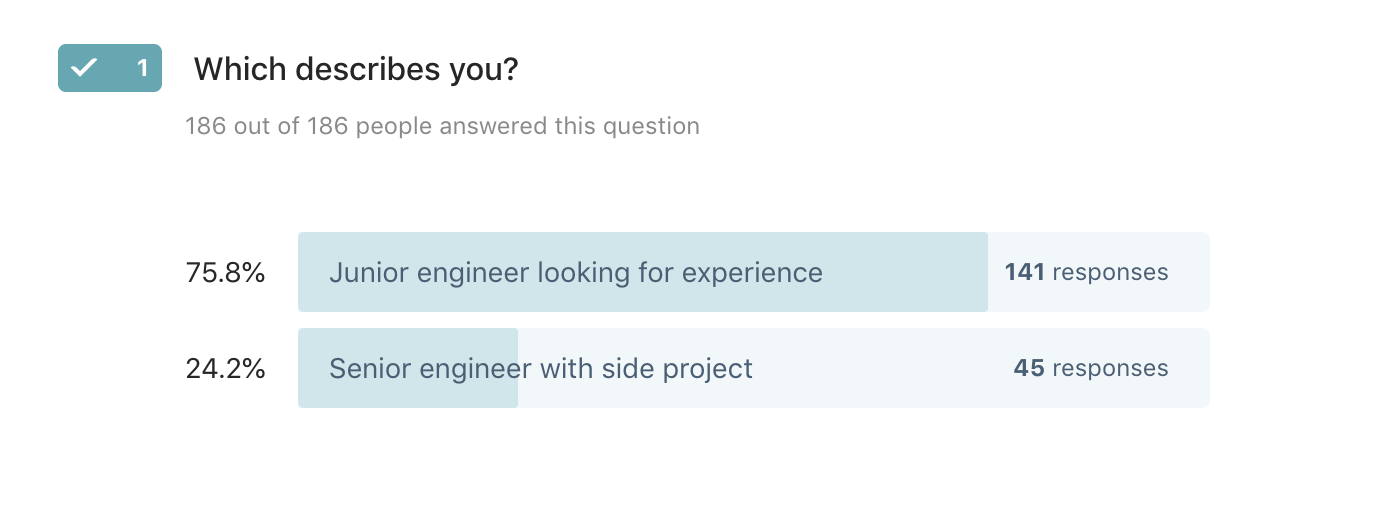 1 Which describes you?
186 out of 186 people answered this question
75.8% Junior engineer looking for experience 141 responses
24.2% Senior engineer with side project 45 responses